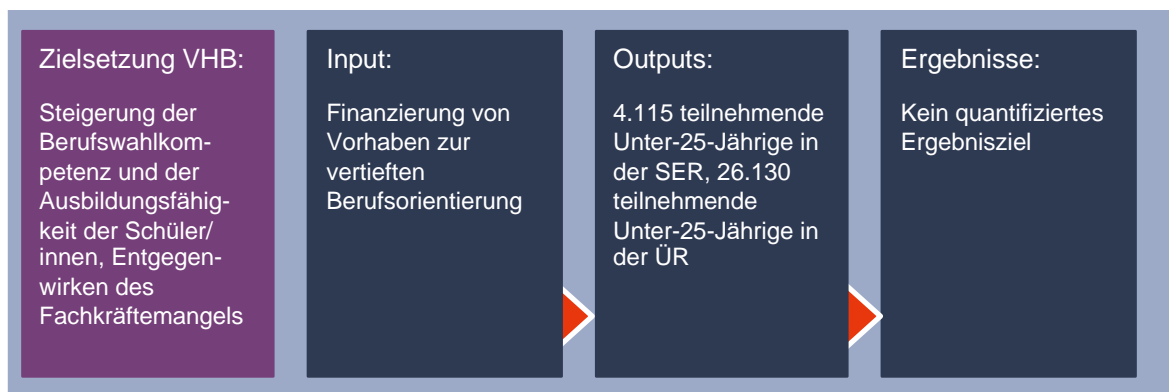 Zielsetzung VHB:
Steigerung der
Berufswahlkom-
petenz und der
Ausbildungsfähig-
keit der Schüler/
innen, Entgegen-
wirken des
Fachkräftemangels
Input:
Finanzierung von
Vorhaben zur
vertieften
Berufsorientierung
Outputs:
4.115 teilnehmende
Unter-25-Jährige in
der SER, 26.130
teilnehmende
Unter-25-Jährige in
der ÜR
Ergebnisse:
Kein quantifiziertes
Ergebnisziel